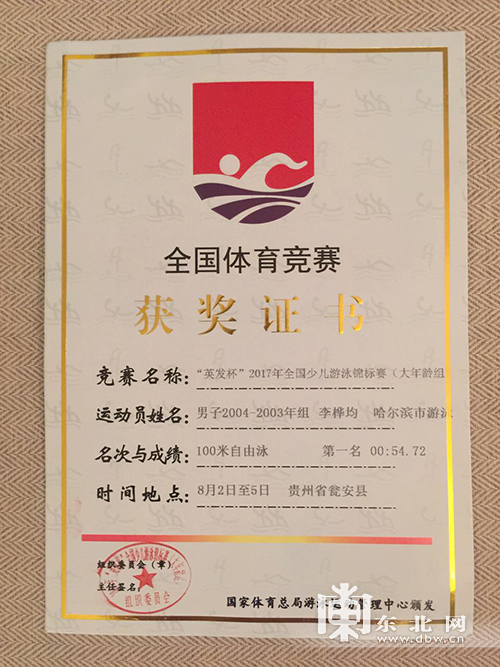 全国体育竞赛
获奖证书
竞赛名称: “英发杯”2017年全国少儿游泳锦标赛（大年龄组）
运动员姓名: 男子2004-2003年组 李桦均 哈尔滨市游泳
名次与成绩: 100米自由泳 第一名 00:54.72
时间地点: 8月2日至5日 贵州省瓮安县
组织委员会（章）
主任签名:
组织委员会
国家体育总局游泳运动管理中心颁发
东北网
www.dbw.cn